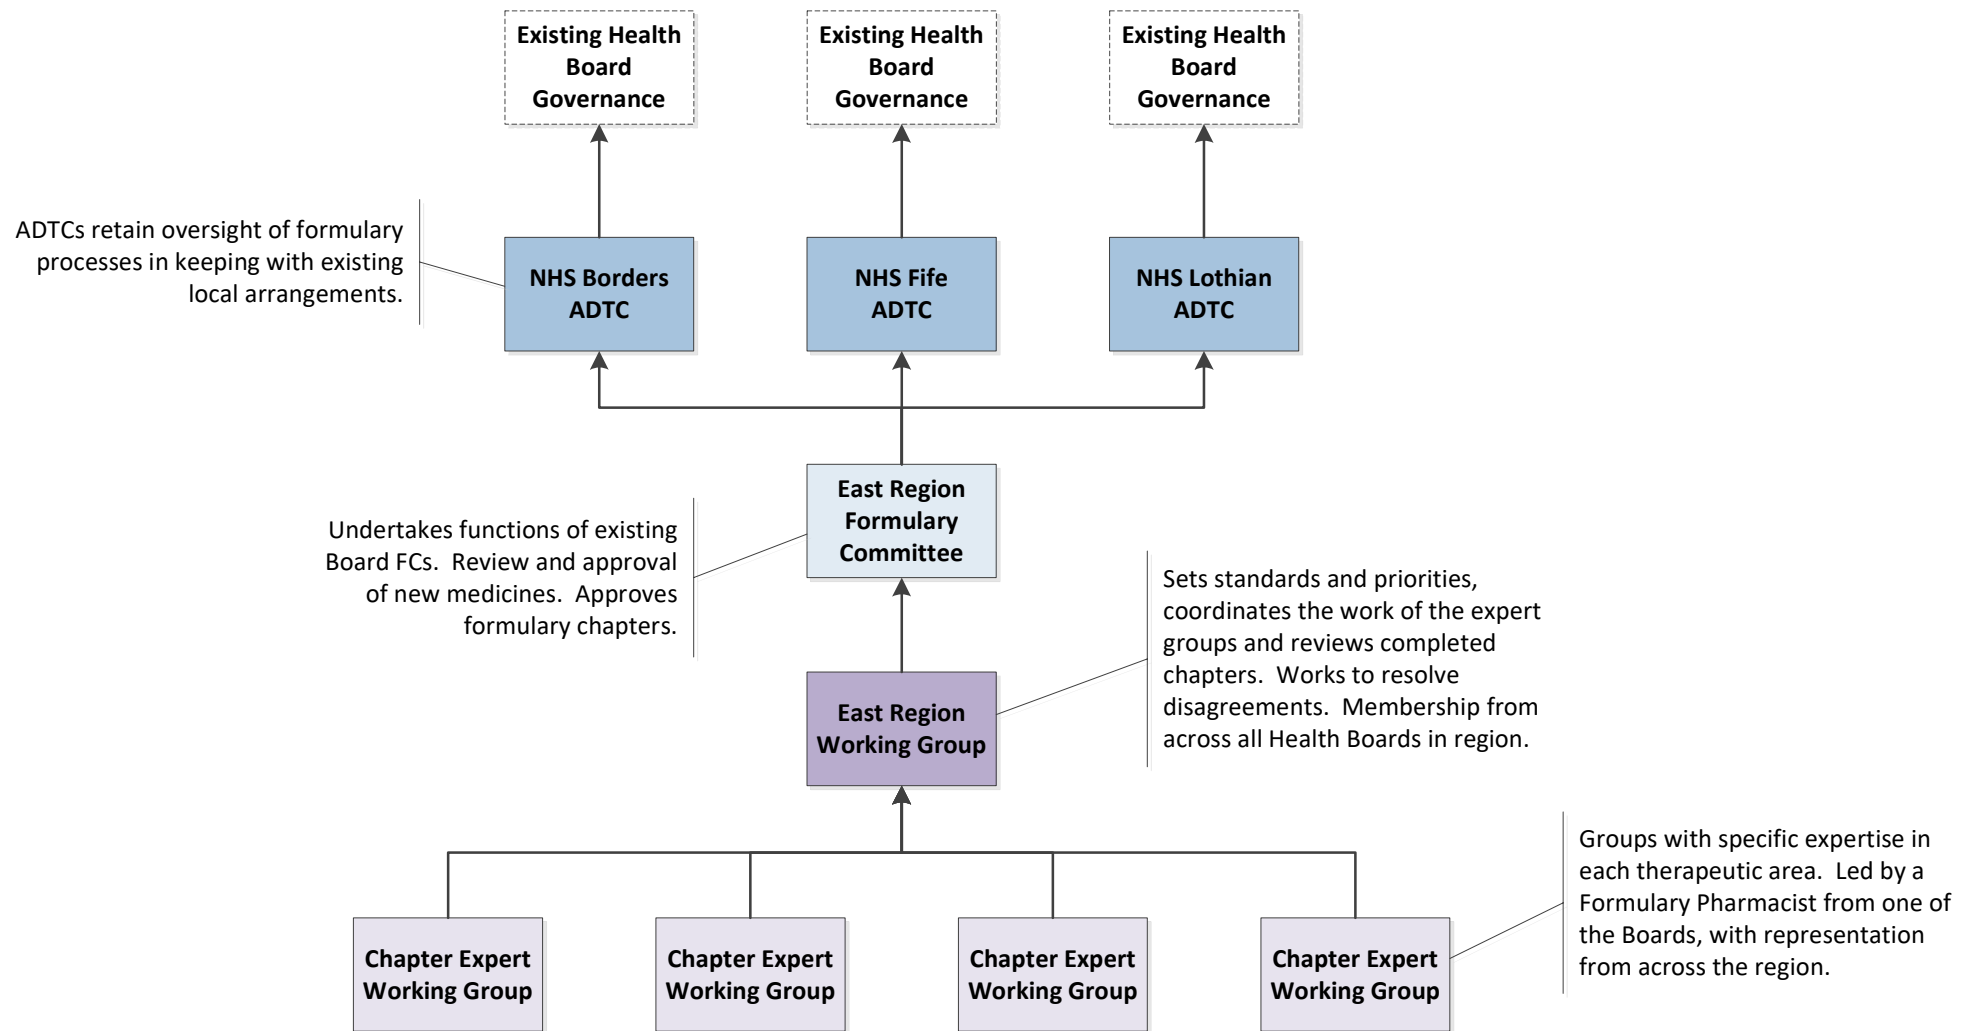 Existing Health
Board
Governance
Existing Health
Board
Governance
Existing Health
Board
Governance
ADTCs retain oversight of formulary
processes in keeping with existing
local arrangements.
NHS Borders
ADTC
NHS Fife
ADTC
NHS Lothian
ADTC
Undertakes functions of existing
Board FCs.  Review and approval
of new medicines.  Approves
formulary chapters.
East Region
Formulary
Committee
Sets standards and priorities,
coordinates the work of the expert
groups and reviews completed
chapters.  Works to resolve
disagreements.  Membership from
across all Health Boards in region.
East Region
Working Group
Groups with specific expertise in
each therapeutic area.  Led by a
Formulary Pharmacist from one of
the Boards, with representation
from across the region.
Chapter Expert
Working Group
Chapter Expert
Working Group
Chapter Expert
Working Group
Chapter Expert
Working Group